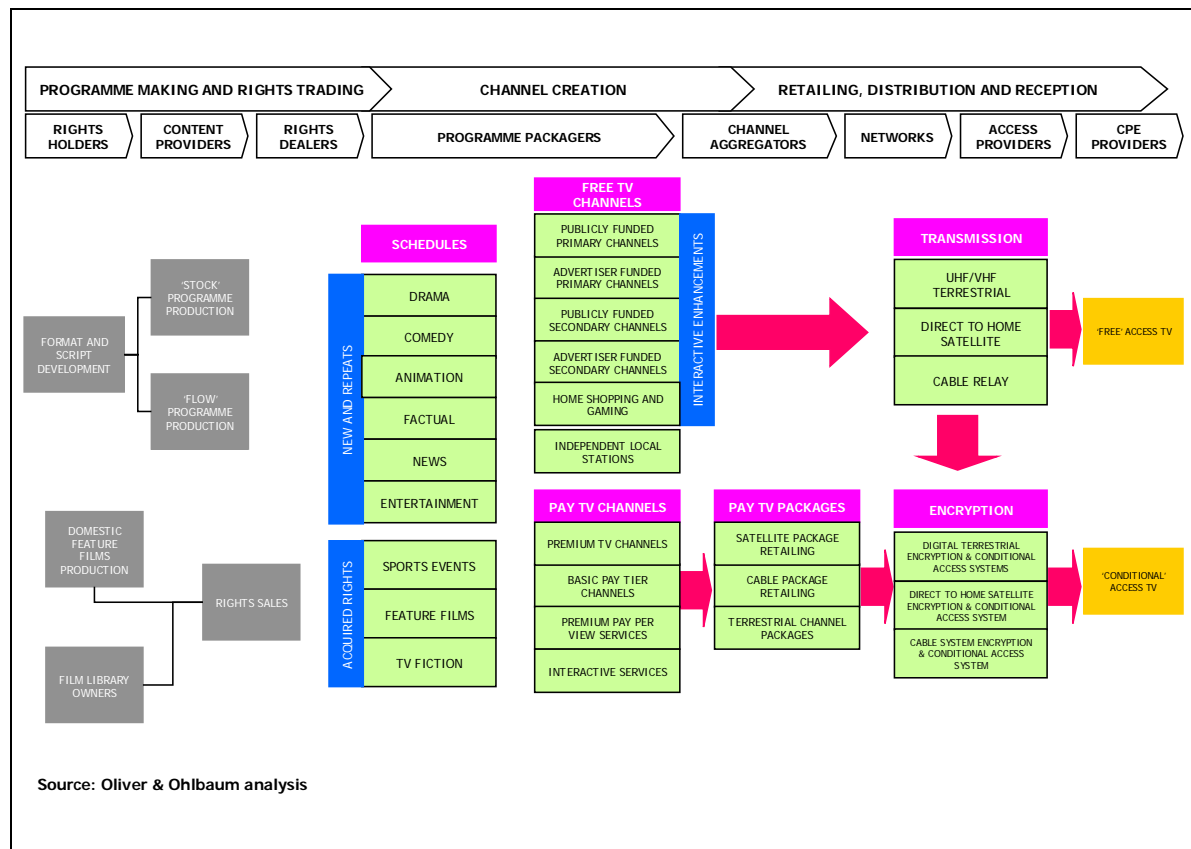 PROGRAMME MAKING AND RIGHTS TRADING
CHANNEL CREATION
RETAILING, DISTRIBUTION AND RECEPTION
RIGHTS
HOLDERS
CONTENT
PROVIDERS
RIGHTS
DEALERS
PROGRAMME PACKAGERS
CHANNEL
AGGREGATORS
NETWORKS
ACCESS
PROVIDERS
CPE
PROVIDERS
FORMAT AND
SCRIPT
DEVELOPMENT
'STOCK'
PROGRAMME
PRODUCTION
'FLOW'
PROGRAMME
PRODUCTION
DOMESTIC
FEATURE
FILMS
PRODUCTION
RIGHTS SALES
FILM LIBRARY
OWNERS
SCHEDULES
NEW AND REPEATS
DRAMA
COMEDY
ANIMATION
FACTUAL
NEWS
ENTERTAINMENT
ACQUIRED RIGHTS
SPORTS EVENTS
FEATURE FILMS
TV FICTION
FREE TV
CHANNELS
PUBLICLY FUNDED
PRIMARY CHANNELS
ADVERTISER FUNDED
PRIMARY CHANNELS
PUBLICLY FUNDED
SECONDARY CHANNELS
ADVERTISER FUNDED
SECONDARY CHANNELS
HOME SHOPPING AND
GAMING
INDEPENDENT LOCAL
STATIONS
INTERACTIVE ENHANCEMENTS
PAY TV CHANNELS
PREMIUM TV CHANNELS
BASIC PAY TIER
CHANNELS
PREMIUM PAY PER
VIEW SERVICES
INTERACTIVE SERVICES
PAY TV PACKAGES
SATELLITE PACKAGE
RETAILING
CABLE PACKAGE
RETAILING
TERRESTRIAL CHANNEL
PACKAGES
TRANSMISSION
UHF/VHF
TERRESTRIAL
DIRECT TO HOME
SATELLITE
CABLE RELAY
'FREE' ACCESS TV
ENCRYPTION
DIGITAL TERRESTRIAL
ENCRYPTION & CONDITIONAL
ACCESS SYSTEMS
DIRECT TO HOME SATELLITE
ENCRYPTION & CONDITIONAL
ACCESS SYSTEM
CABLE SYSTEM ENCRYPTION
& CONDITIONAL ACCESS
SYSTEM
'CONDITIONAL'
ACCESS TV
Source: Oliver & Ohlbaum analysis